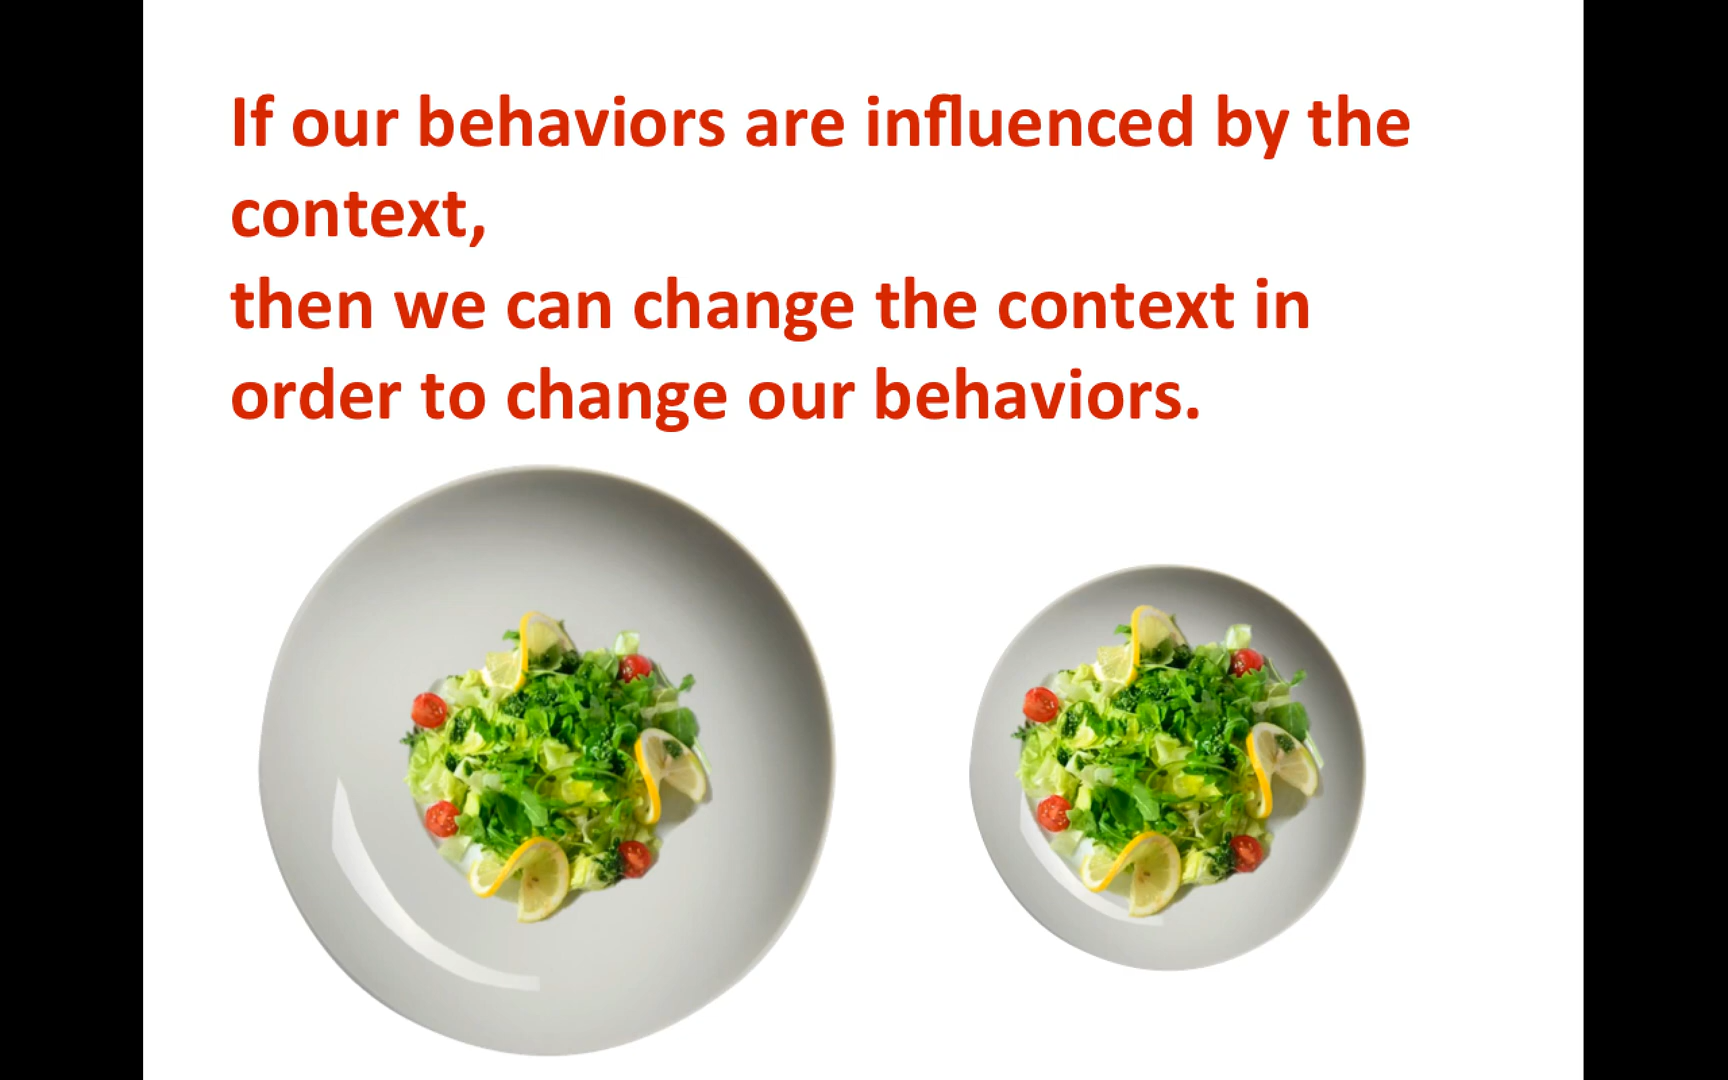 If our behaviors are influenced by the
context,
then we can change the context in
order to change our behaviors.